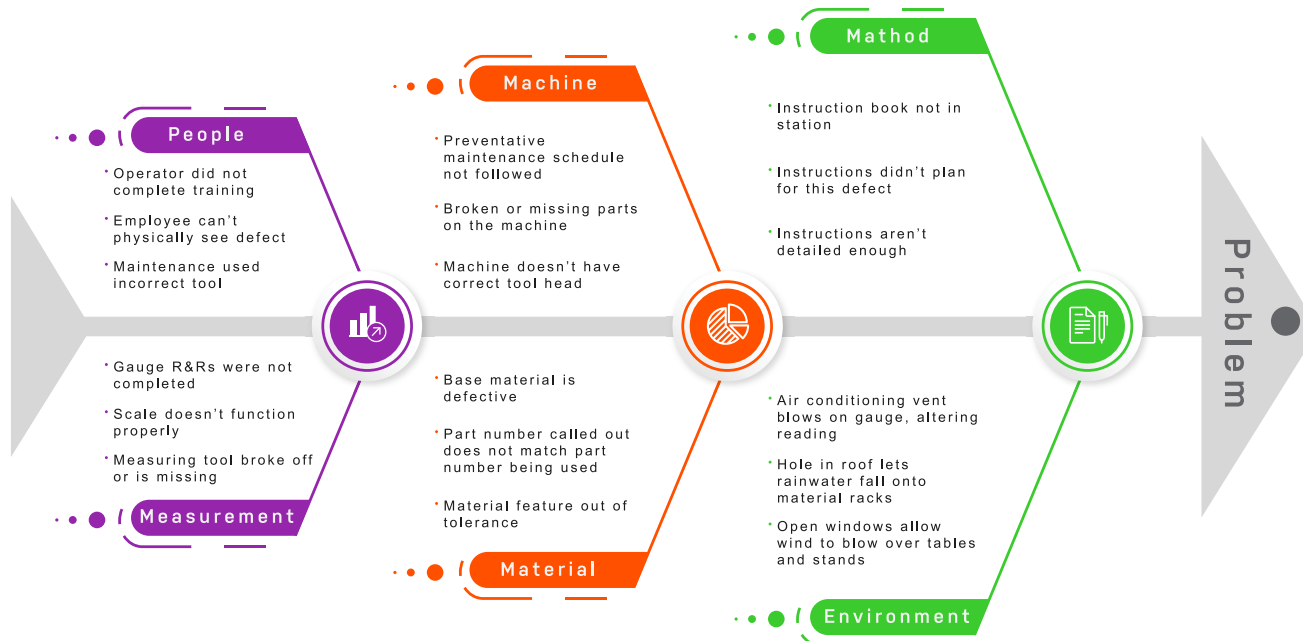 People
• Operator did not
complete training
• Employee can't
physically see defect
• Maintenance used
incorrect tool
Machine
• Preventative
maintenance schedule
not followed
• Broken or missing parts
on the machine
• Machine doesn't have
correct tool head
Mathod
• Instruction book not in
station
• Instructions didn't plan
for this defect
• Instructions aren't
detailed enough
Problem
• Gauge R&Rs were not
completed
• Scale doesn't function
properly
• Measuring tool broke off
or is missing
Measurement
• Base material is
defective
• Part number called out
does not match part
number being used
• Material feature out of
tolerance
Material
• Air conditioning vent
blows on gauge, altering
reading
• Hole in roof lets
rainwater fall onto
material racks
• Open windows allow
wind to blow over tables
and stands
Environment